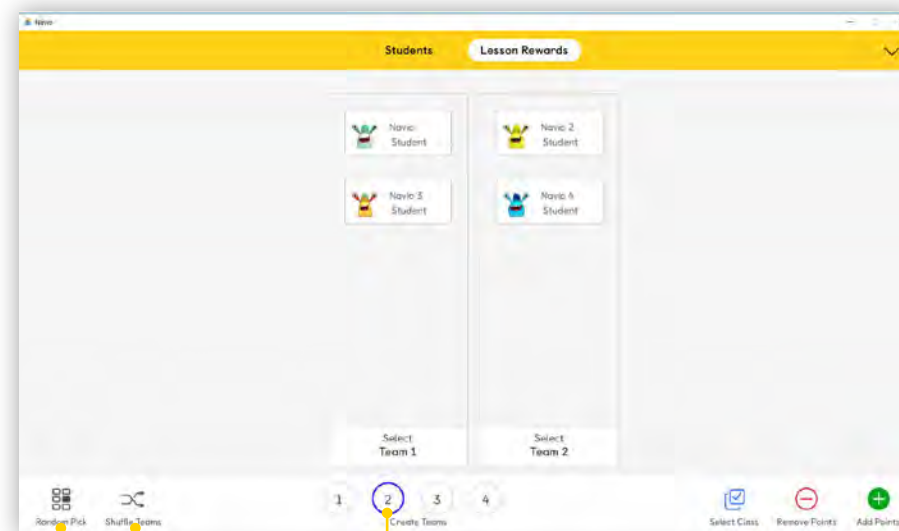 Navio
Students Lesson Rewards
Navio
Student
Navio 2
Student
Navio 3
Student
Navio 4
Student
Select
Team 1
Select
Team 2
1 2 3 4
Random Pick Shuffle Teams Create Teams Select Class Remove Points Add Points